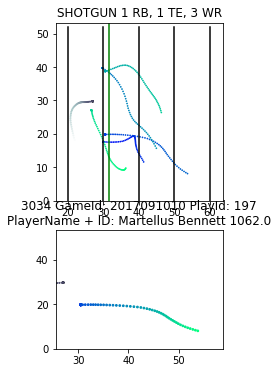 SHOTGUN 1 RB, 1 TE, 3 WR
50
40
30
20
10
0
20 30 40 50 60
3034 GameId: 2017091010 PlayId: 197
PlayerName + ID: Martellus Bennett 1062.0
40
20
0
30 40 50